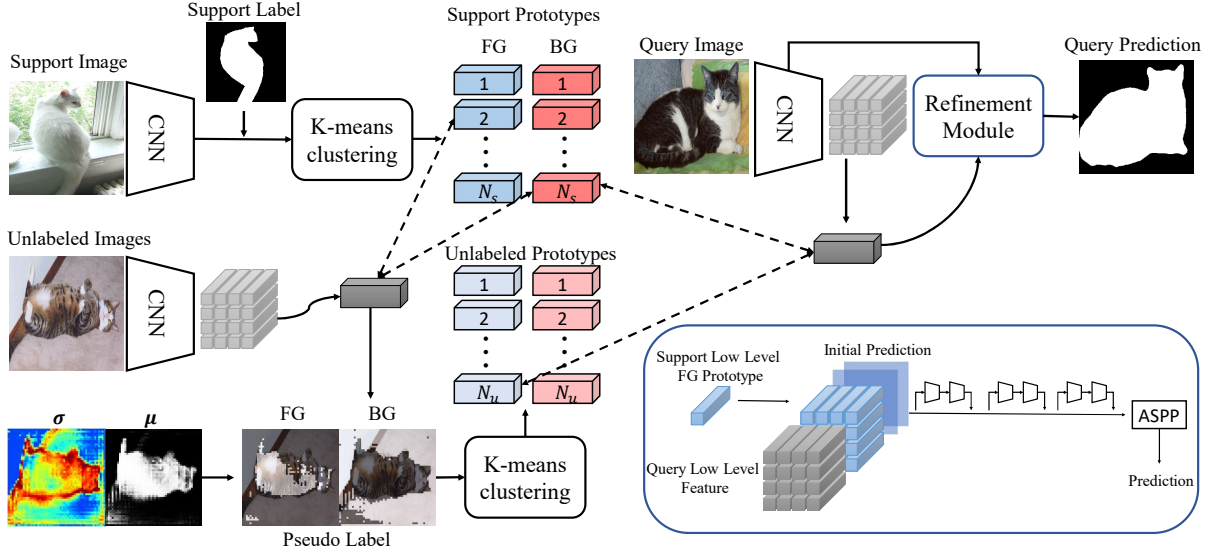 Support Label
Support Image
CNN
K-means
clustering
Support Prototypes
FG
BG
1
1
2
2
N_s
N_s
Query Image
CNN
Refinement
Module
Query Prediction
Unlabeled Images
CNN
Unlabeled Prototypes
1
1
2
2
N_u
N_u
σ
μ
FG
BG
Pseudo Label
K-means
clustering
Support Low Level
FG Prototype
Initial Prediction
Query Low Level
Feature
ASPP
Prediction